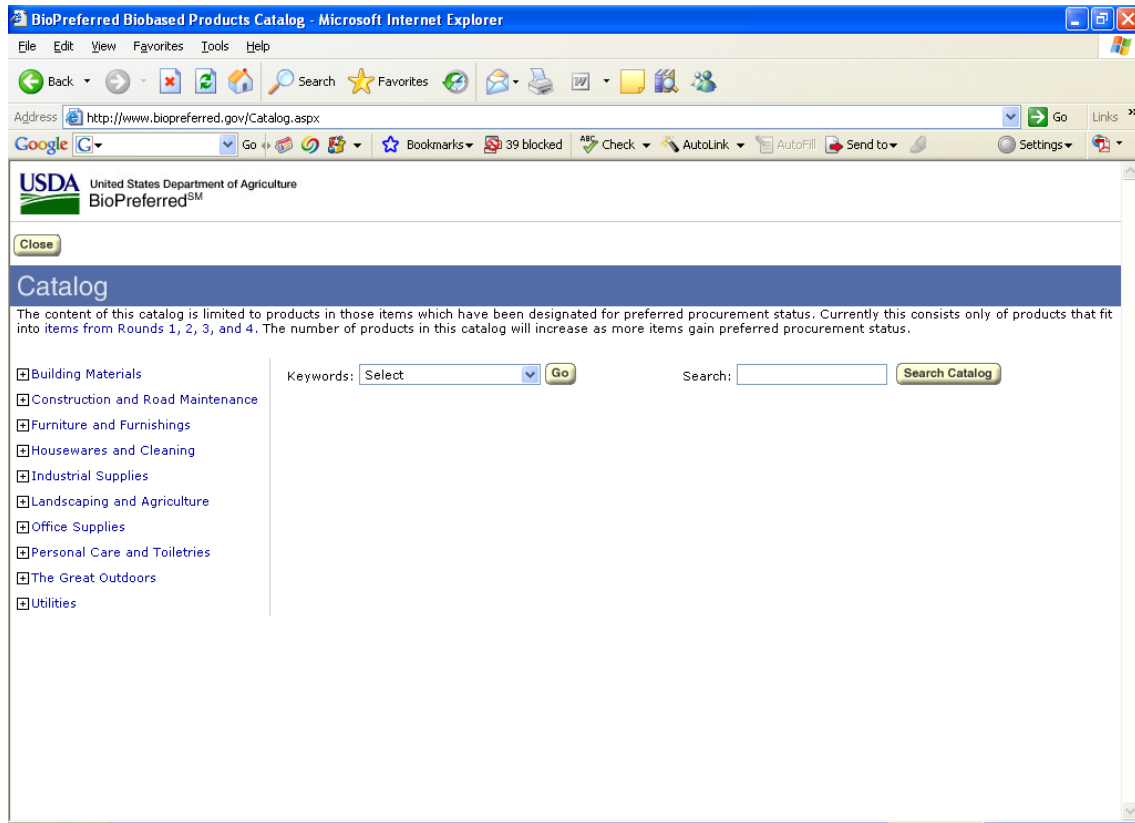 BioPreferred Biobased Products Catalog - Microsoft Internet Explorer
File Edit View Favorites Tools Help
Back Search Favorites
Address http://www.biopreferred.gov/Catalog.aspx Go Links »
Google G Go Bookmarks 39 blocked ABC Check AutoLink AutoFill Send to Settings
USDA United States Department of Agriculture
BioPreferred SM
Close
Catalog
The content of this catalog is limited to products in those items which have been designated for preferred procurement status. Currently this consists only of products that fit
into items from Rounds 1, 2, 3, and 4. The number of products in this catalog will increase as more items gain preferred procurement status.
Keywords: Select Go Search: Search Catalog
Building Materials
Construction and Road Maintenance
Furniture and Furnishings
Housewares and Cleaning
Industrial Supplies
Landscaping and Agriculture
Office Supplies
Personal Care and Toiletries
The Great Outdoors
Utilities